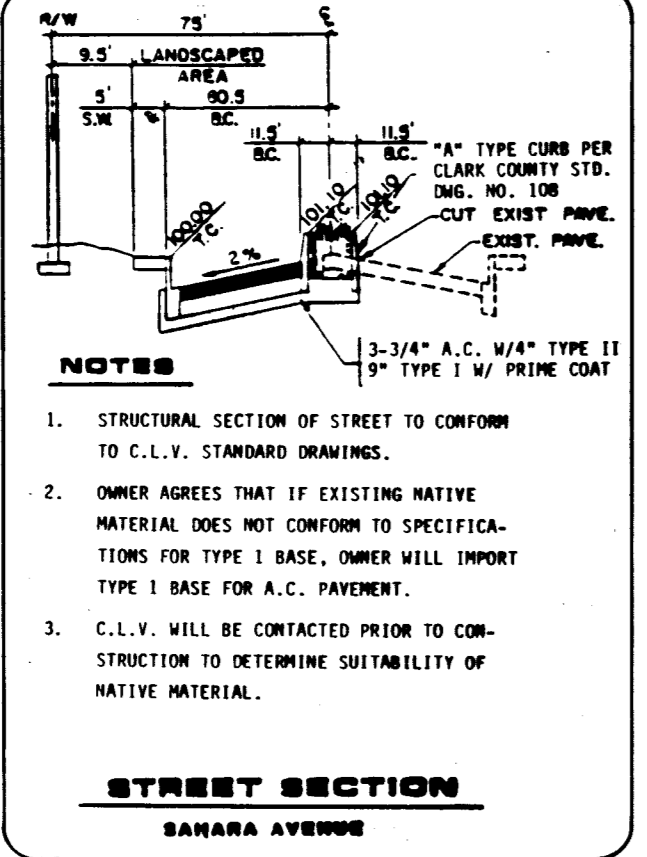 R/W 75' ℄
9.5' LANDSCAPED
AREA
5' 60.5
S.W. B.C.
11.5' 11.5'
B.C. B.C.
"A" TYPE CURB PER
CLARK COUNTY STD.
DWG. NO. 108
CUT EXIST PAVE.
EXIST. PAVE.
100.00
T.C.
101.10
T.C.
101.10
T.C.
2%
3-3/4" A.C. W/4" TYPE II
9" TYPE I W/ PRIME COAT
NOTES
1. STRUCTURAL SECTION OF STREET TO CONFORM
TO C.L.V. STANDARD DRAWINGS.
2. OWNER AGREES THAT IF EXISTING NATIVE
MATERIAL DOES NOT CONFORM TO SPECIFICA-
TIONS FOR TYPE 1 BASE, OWNER WILL IMPORT
TYPE 1 BASE FOR A.C. PAVEMENT.
3. C.L.V. WILL BE CONTACTED PRIOR TO CON-
STRUCTION TO DETERMINE SUITABILITY OF
NATIVE MATERIAL.
STREET SECTION
SAHARA AVENUE